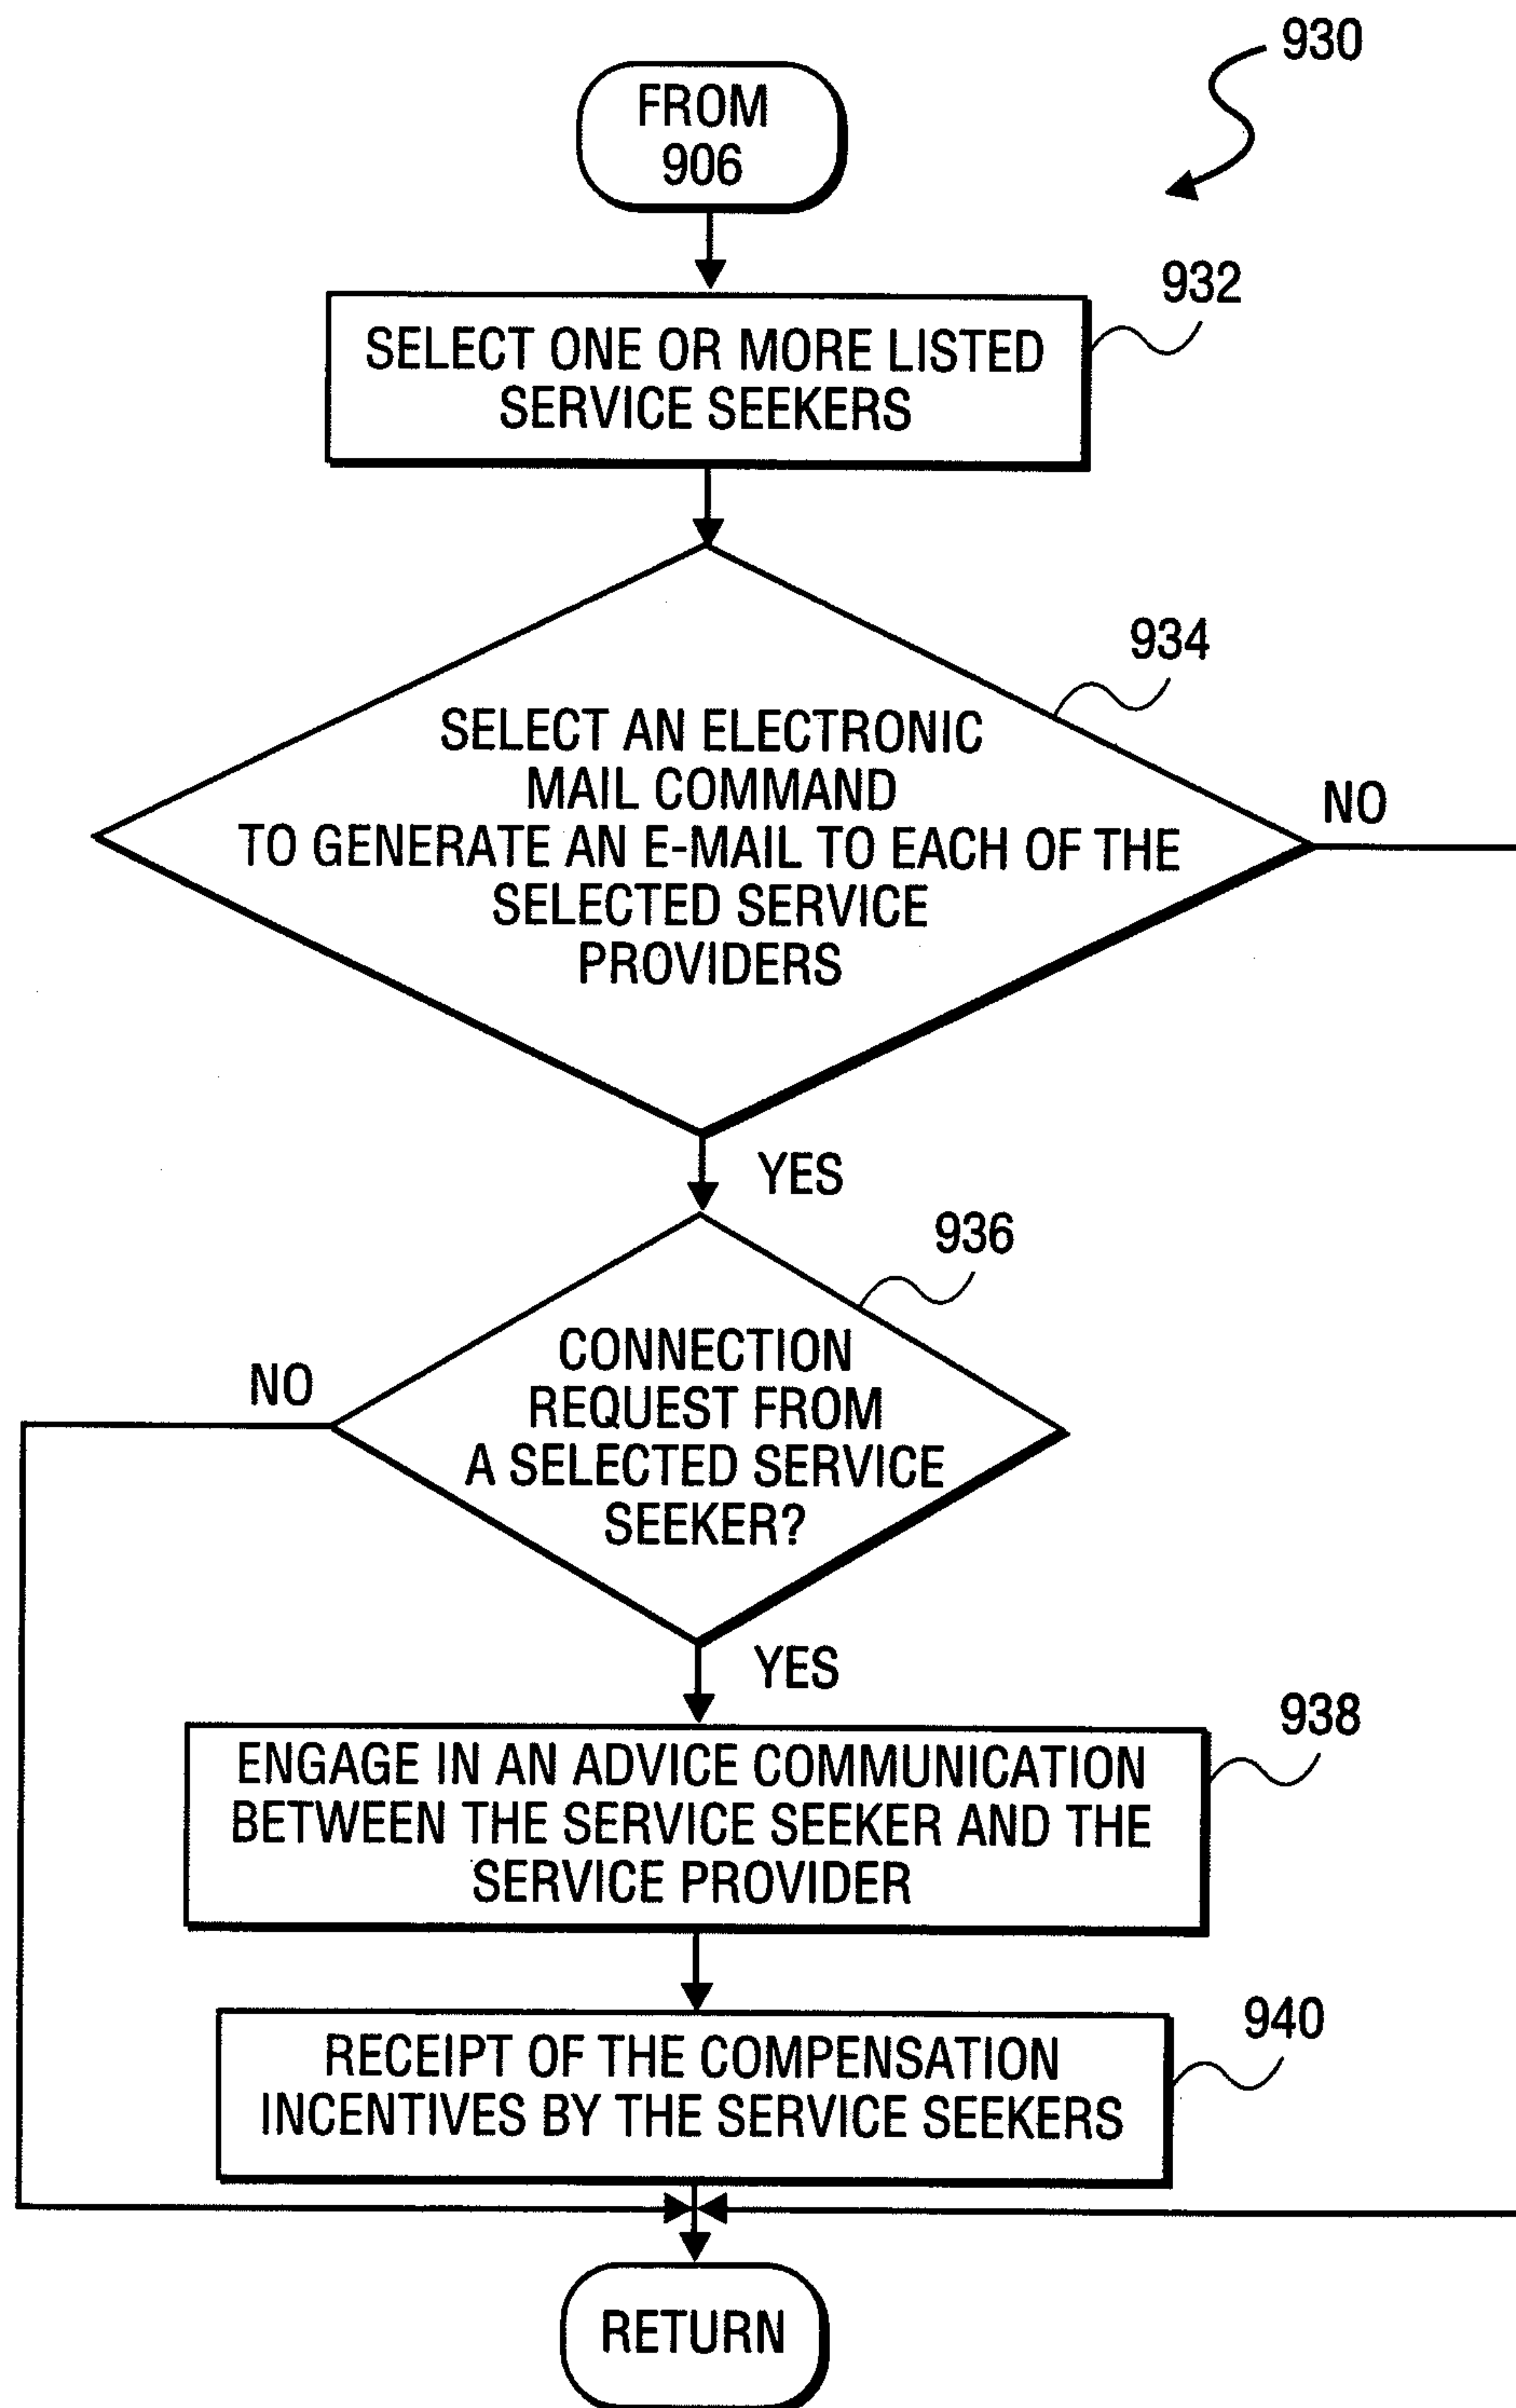 930
FROM
906
932
SELECT ONE OR MORE LISTED
SERVICE SEEKERS
934
SELECT AN ELECTRONIC
MAIL COMMAND
TO GENERATE AN E-MAIL TO EACH OF THE
SELECTED SERVICE
PROVIDERS
NO
YES
936
CONNECTION
REQUEST FROM
A SELECTED SERVICE
SEEKER?
NO
YES
938
ENGAGE IN AN ADVICE COMMUNICATION
BETWEEN THE SERVICE SEEKER AND THE
SERVICE PROVIDER
940
RECEIPT OF THE COMPENSATION
INCENTIVES BY THE SERVICE SEEKERS
RETURN